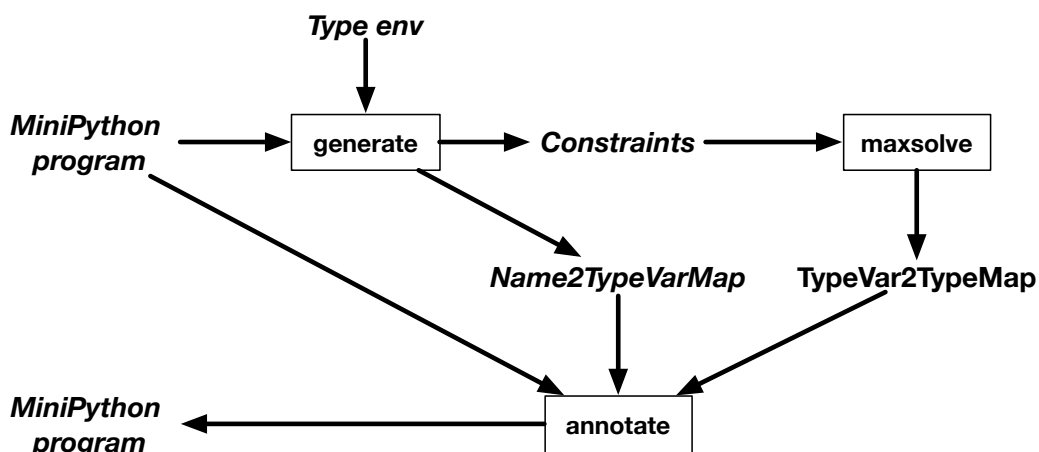 Type env
MiniPython
program
generate
Constraints
maxsolve
Name2TypeVarMap
TypeVar2TypeMap
MiniPython
program
annotate